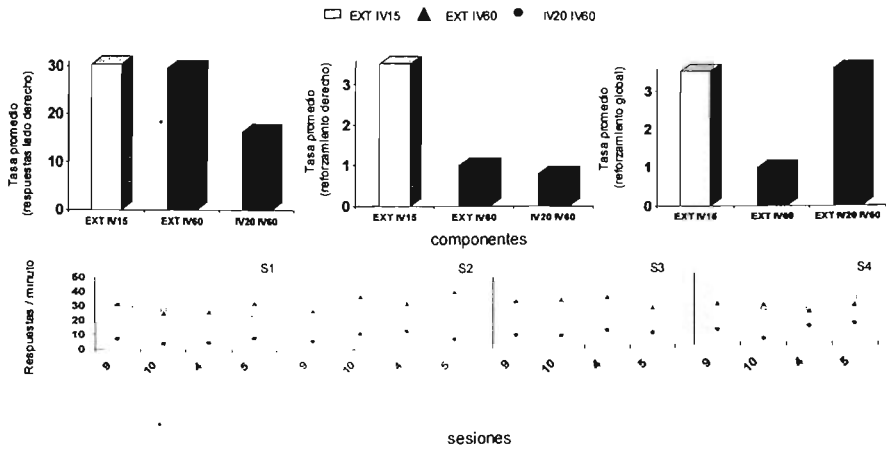 EXT IV15 EXT IV60 IV20 IV60
Tasa promedio
(respuestas lado derecho)
30
20
10
0
EXT IV15 EXT IV60 IV20 IV60
Tasa promedio
(reforzamiento derecho)
3
2
1
0
EXT IV15 EXT IV60 IV20 IV60
Tasa promedio
(reforzamiento global)
3
2
1
0
EXT IV15 EXT IV60 EXT IV20 IV60
componentes
Respuestas / minuto
50
40
30
20
10
0
S1 S2 S3 S4
9 10 4 5 9 10 4 5 9 10 4 5 9 10 4 5
sesiones